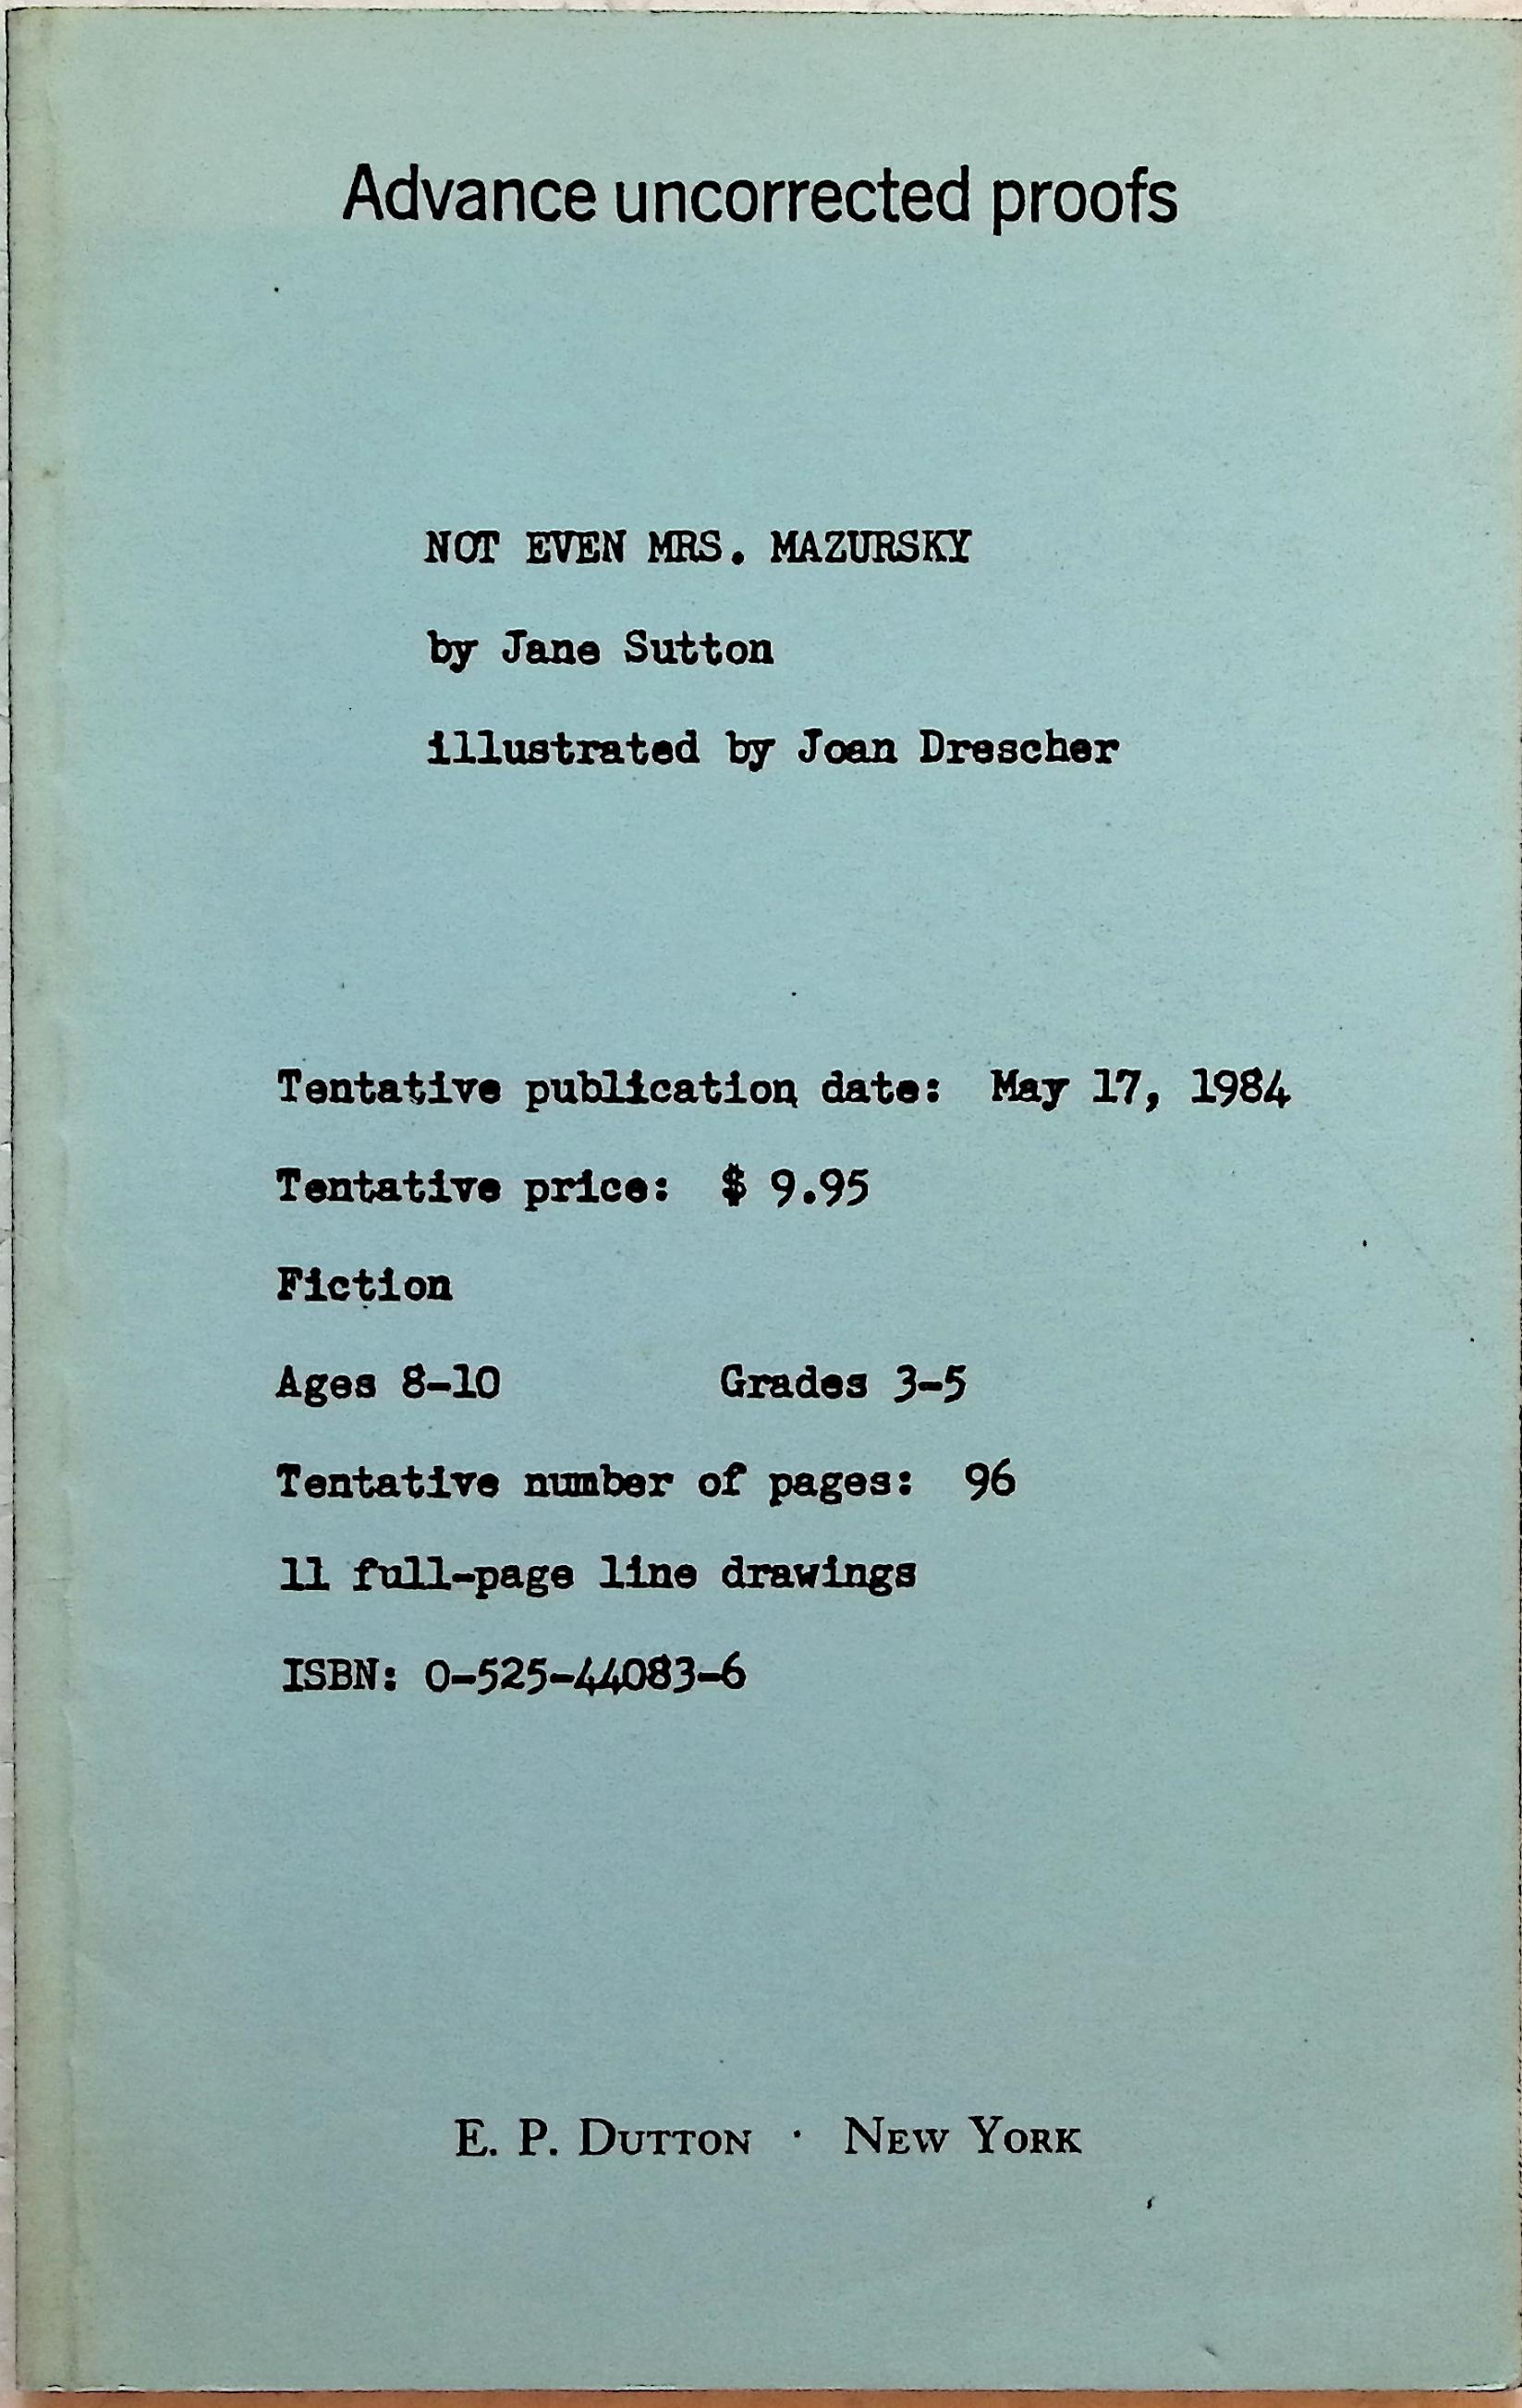 Advance uncorrected proofs
NOT EVEN MRS. MAZURSKY
by Jane Sutton
illustrated by Joan Drescher
Tentative publication date: May 17, 1984
Tentative price: $ 9.95
Fiction
Ages 8-10 Grades 3-5
Tentative number of pages: 96
11 full-page line drawings
ISBN: 0-525-44083-6
E. P. DUTTON · NEW YORK